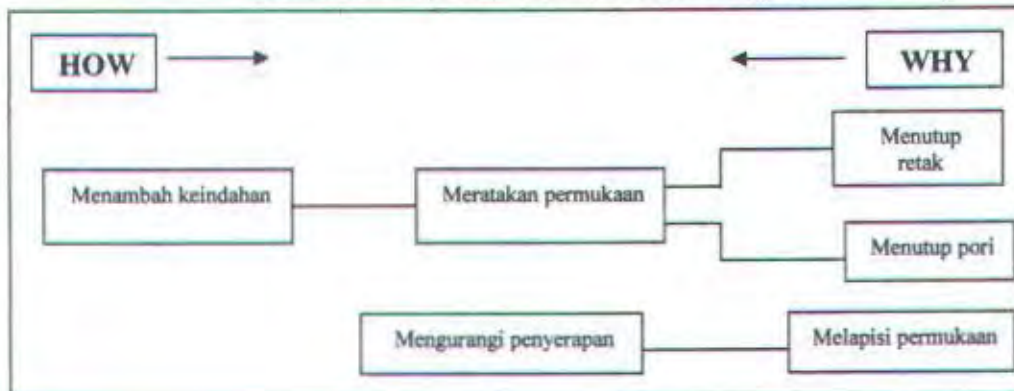 HOW
WHY
Menutup
retak
Menambah keindahan
Meratakan permukaan
Menutup pori
Mengurangi penyerapan
Melapisi permukaan